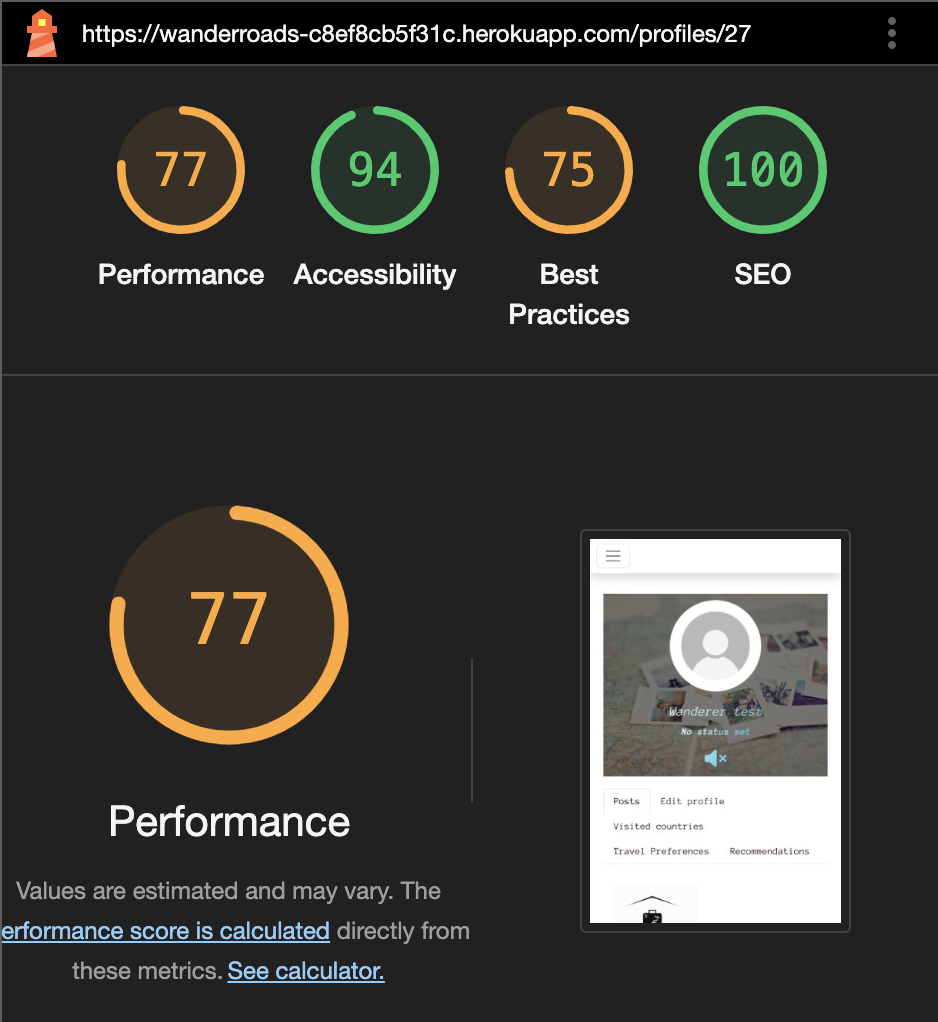 https://wanderroads-c8ef8cb5f31c.herokuapp.com/profiles/27
77
94
75
100
Performance
Accessibility
Best
Practices
SEO
77
Performance
Values are estimated and may vary. The
erformance score is calculated directly from
these metrics. See calculator.
Wanderer test
No status set
Posts
Edit profile
Visited countries
Travel Preferences
Recommendations